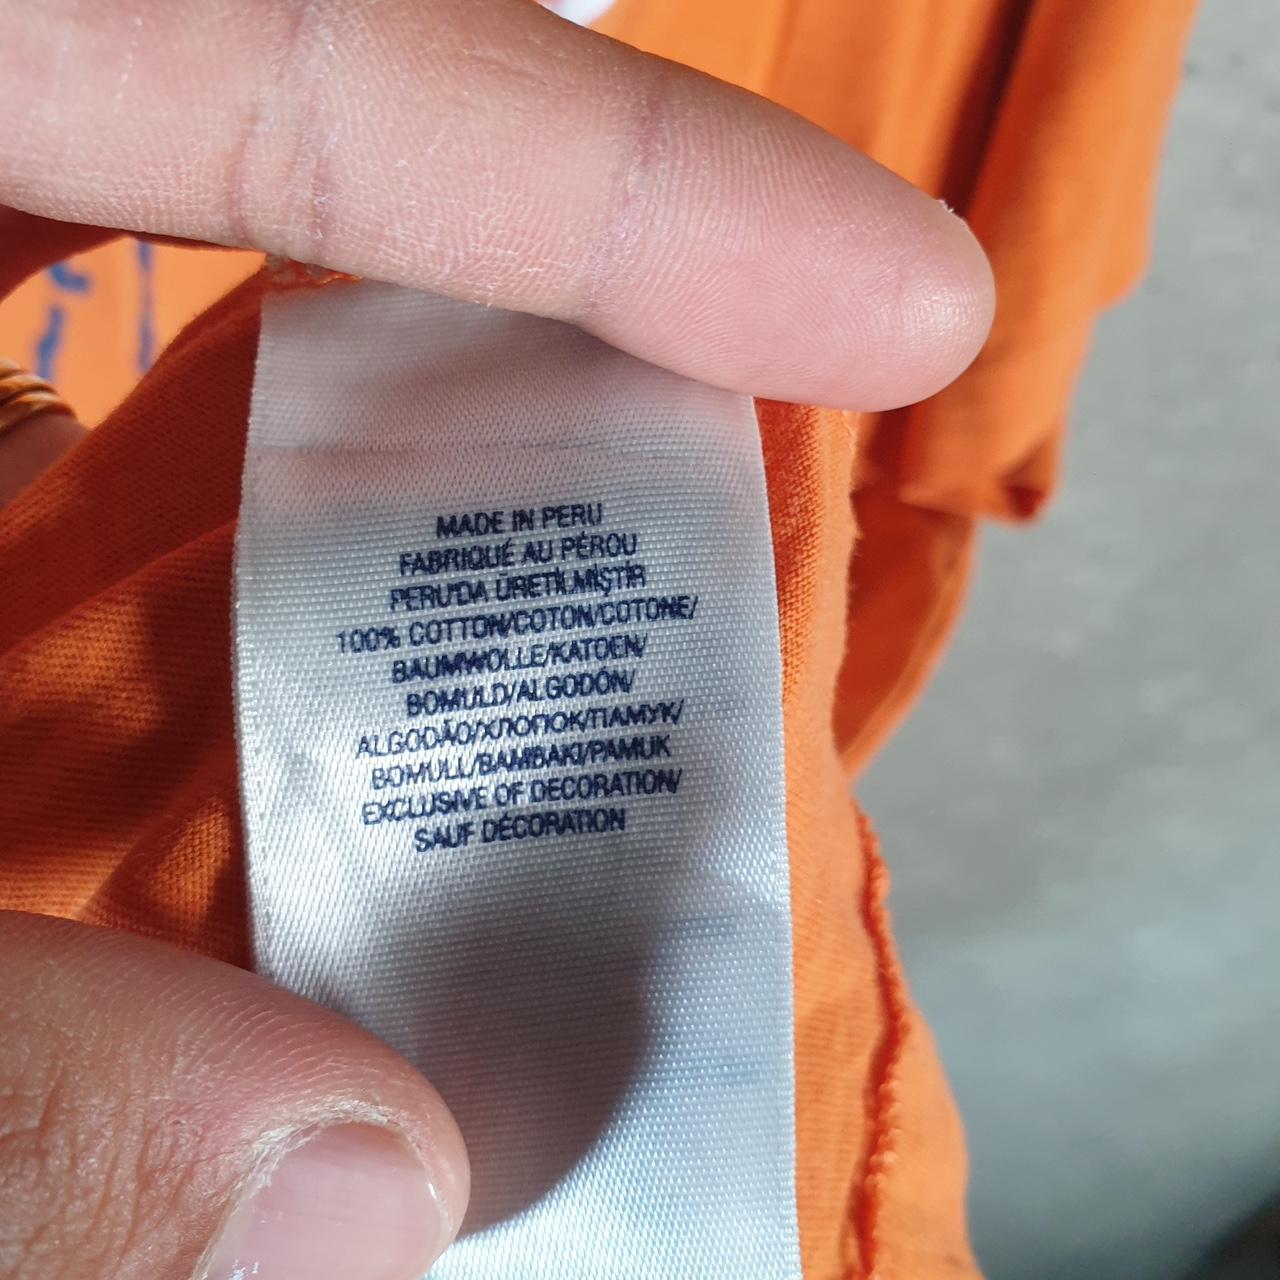 MADE IN PERU
FABRIQUÉ AU PÉROU
PERU'DA ÜRETİLMİŞTİR
100% COTTON/COTON/COTONE/
BAUMWOLLE/KATOEN/
BOMULD/ALGODÓN/
ALGODÃO/ХЛОПОК/ПАМУК/
BOMULL/BAMBAKI/PAMUK
EXCLUSIVE OF DECORATION/
SAUF DÉCORATION